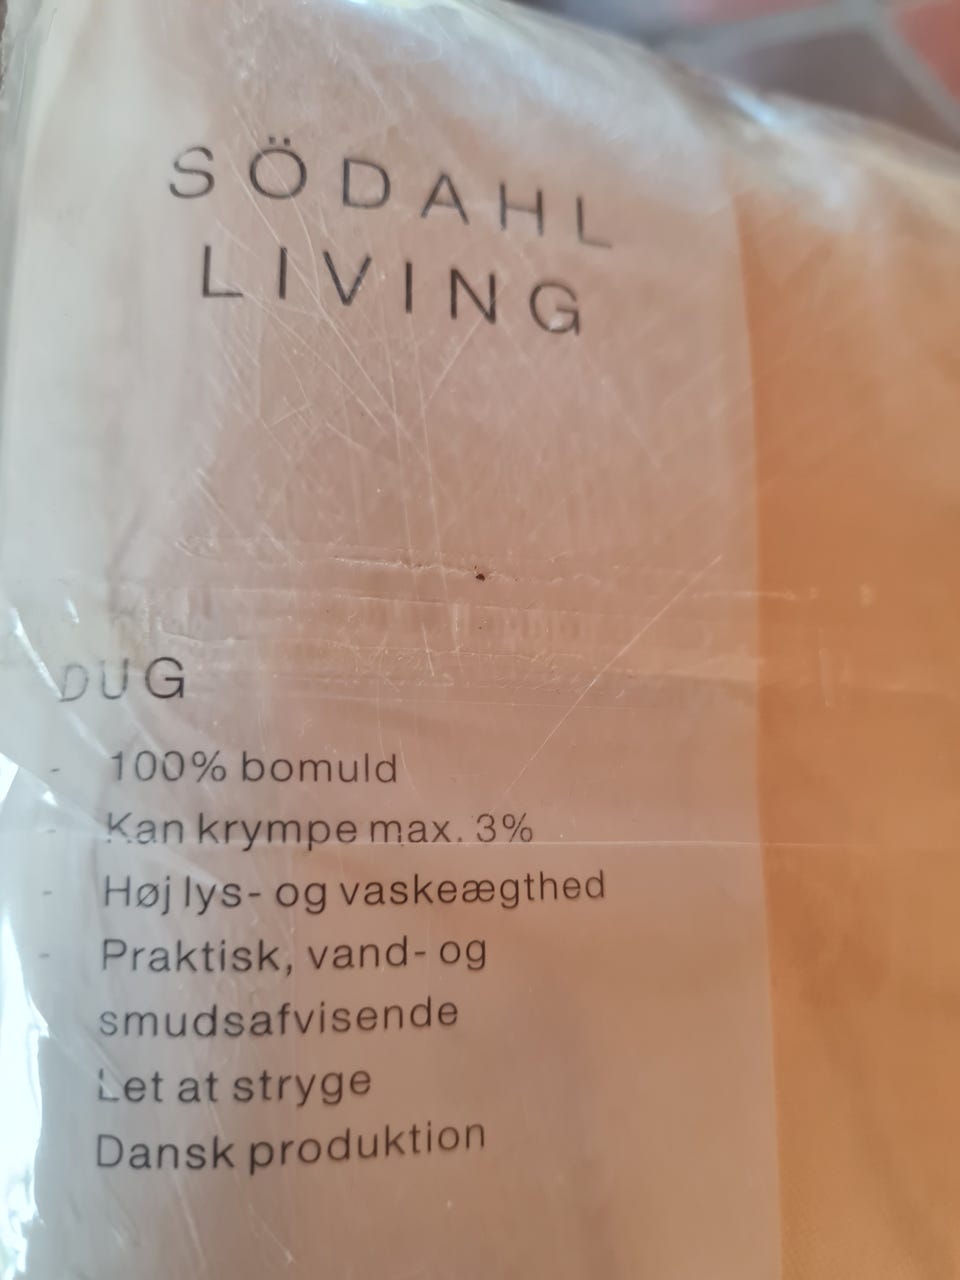 SÖDAHL
LIVING
DUG
- 100% bomuld
- Kan krympe max. 3%
- Høj lys- og vaskeægthed
- Praktisk, vand- og
smudsafvisende
Let at stryge
Dansk produktion